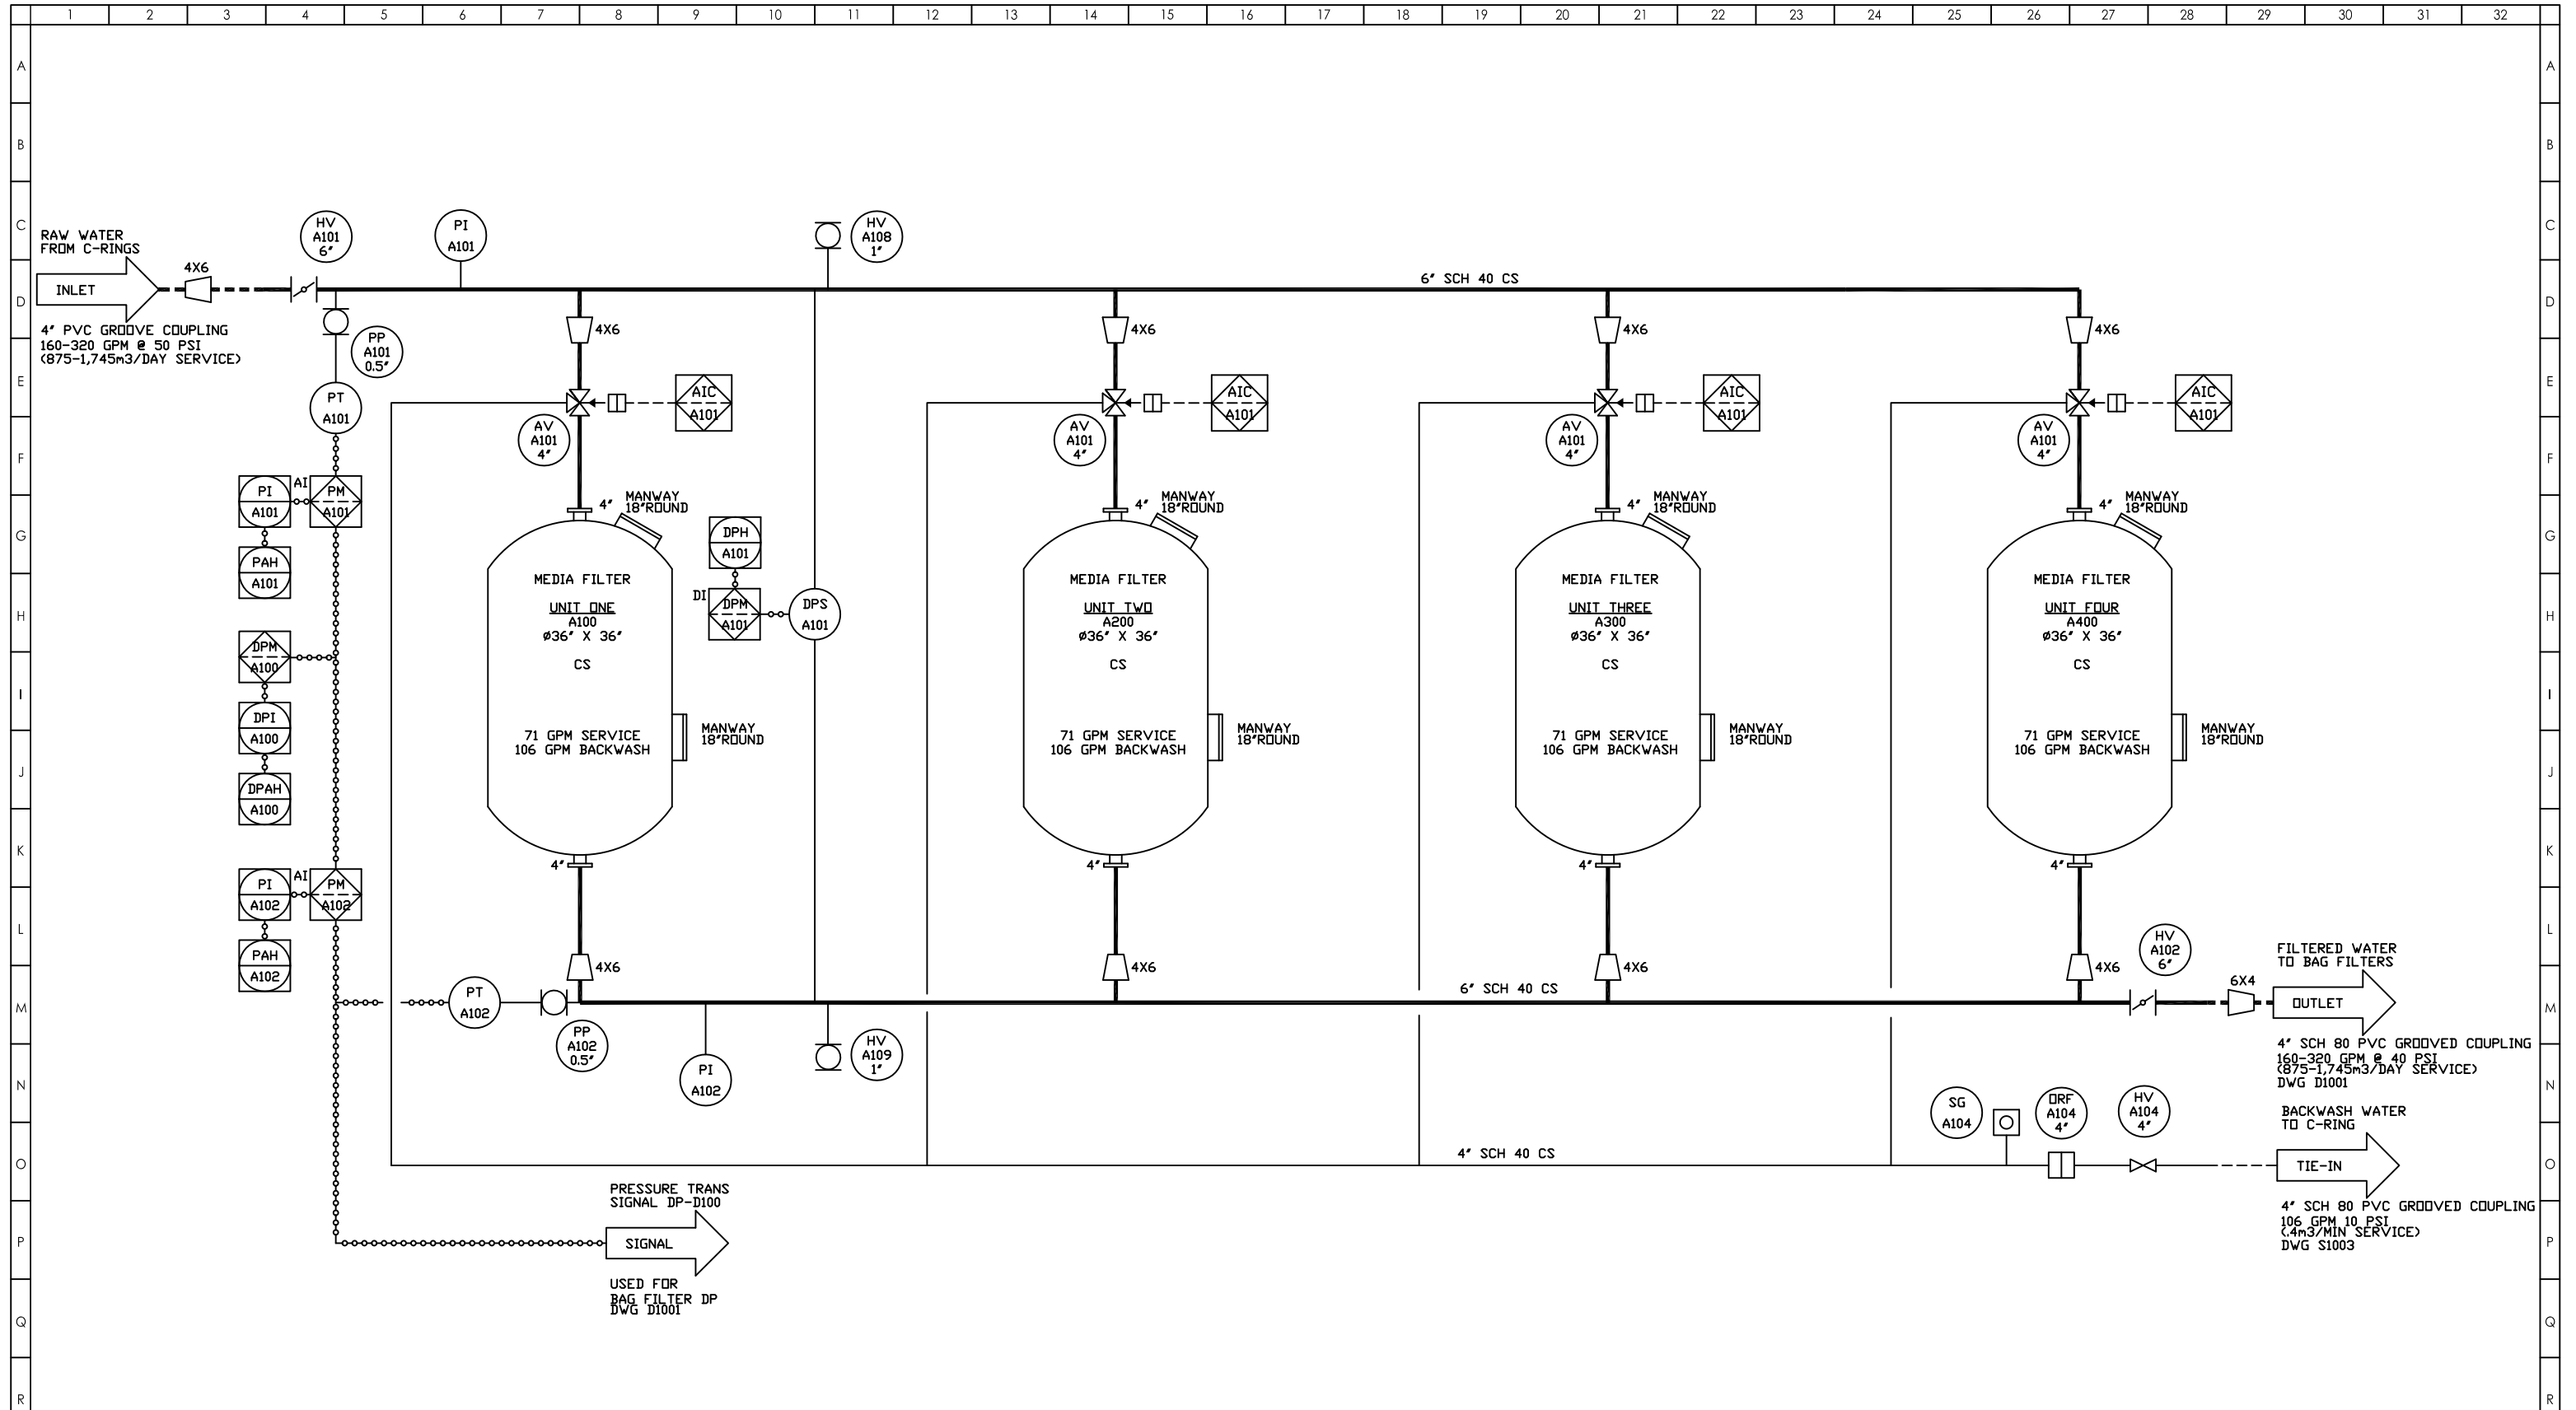 1 2 3 4 5 6 7 8 9 10 11 12 13 14 15 16 17 18 19 20 21 22 23 24 25 26 27 28 29 30 31 32
A
B
C
D
E
F
G
H
I
J
K
L
M
N
O
P
Q
R
A
B
C
D
E
F
G
H
I
J
K
L
M
N
O
P
Q
R
RAW WATER
FROM C-RINGS
INLET
4" PVC GROOVE COUPLING
160-320 GPM @ 50 PSI
(875-1,745m3/DAY SERVICE)
4X6
HV
A101
6"
PI
A101
HV
A108
1"
6" SCH 40 CS
PP
A101
0.5"
PT
A101
4X6
4X6
4X6
4X6
AIC
A101
AIC
A101
AIC
A101
AIC
A101
AV
A101
4"
AV
A101
4"
AV
A101
4"
AV
A101
4"
PI
A101
AI
PM
A101
PAH
A101
DPM
A100
DPI
A100
DPAH
A100
PI
A102
AI
PM
A102
PAH
A102
4"
MANWAY
18"ROUND
MEDIA FILTER
UNIT ONE
A100
Ø36" X 36"
CS
71 GPM SERVICE
106 GPM BACKWASH
MANWAY
18"ROUND
4"
4X6
DPH
A101
DI
DPM
A101
DPS
A101
4"
MANWAY
18"ROUND
MEDIA FILTER
UNIT TWO
A200
Ø36" X 36"
CS
71 GPM SERVICE
106 GPM BACKWASH
MANWAY
18"ROUND
4"
4X6
4"
MANWAY
18"ROUND
MEDIA FILTER
UNIT THREE
A300
Ø36" X 36"
CS
71 GPM SERVICE
106 GPM BACKWASH
MANWAY
18"ROUND
4"
4X6
4"
MANWAY
18"ROUND
MEDIA FILTER
UNIT FOUR
A400
Ø36" X 36"
CS
71 GPM SERVICE
106 GPM BACKWASH
MANWAY
18"ROUND
4"
4X6
PT
A102
PP
A102
0.5"
PI
A102
HV
A109
1"
6" SCH 40 CS
HV
A102
6"
6X4
FILTERED WATER
TO BAG FILTERS
OUTLET
4" SCH 80 PVC GROOVED COUPLING
160-320 GPM @ 40 PSI
(875-1,745m3/DAY SERVICE)
DWG D1001
SG
A104
ORF
A104
4"
HV
A104
4"
BACKWASH WATER
TO C-RING
4" SCH 40 CS
TIE-IN
4" SCH 80 PVC GROOVED COUPLING
106 GPM 10 PSI
(.4m3/MIN SERVICE)
DWG S1003
PRESSURE TRANS
SIGNAL DP-D100
SIGNAL
USED FOR
BAG FILTER DP
DWG D1001